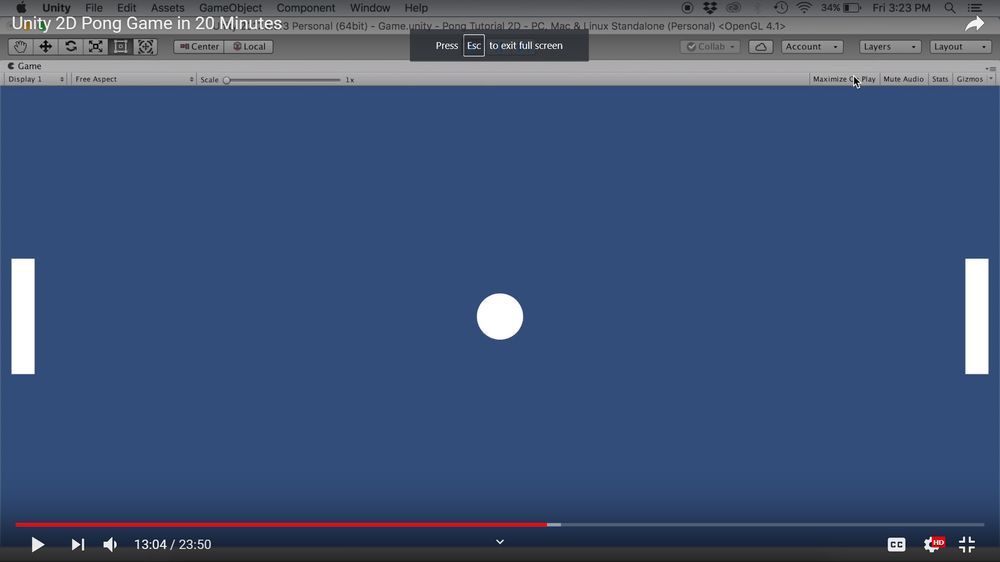 Unity File Edit Assets GameObject Component Window Help 34% Fri 3:23 PM
Unity 2D Pong Game in 20 Minutes
Personal (64bit) - Game.unity - Pong Tutorial 2D - PC, Mac & Linux Standalone (Personal) <OpenGL 4.1>
Center Local Press Esc to exit full screen Collab Account Layers Layout
Game
Display 1 Free Aspect Scale 1x Maximize On Play Mute Audio Stats Gizmos
13:04 / 23:50 CC HD